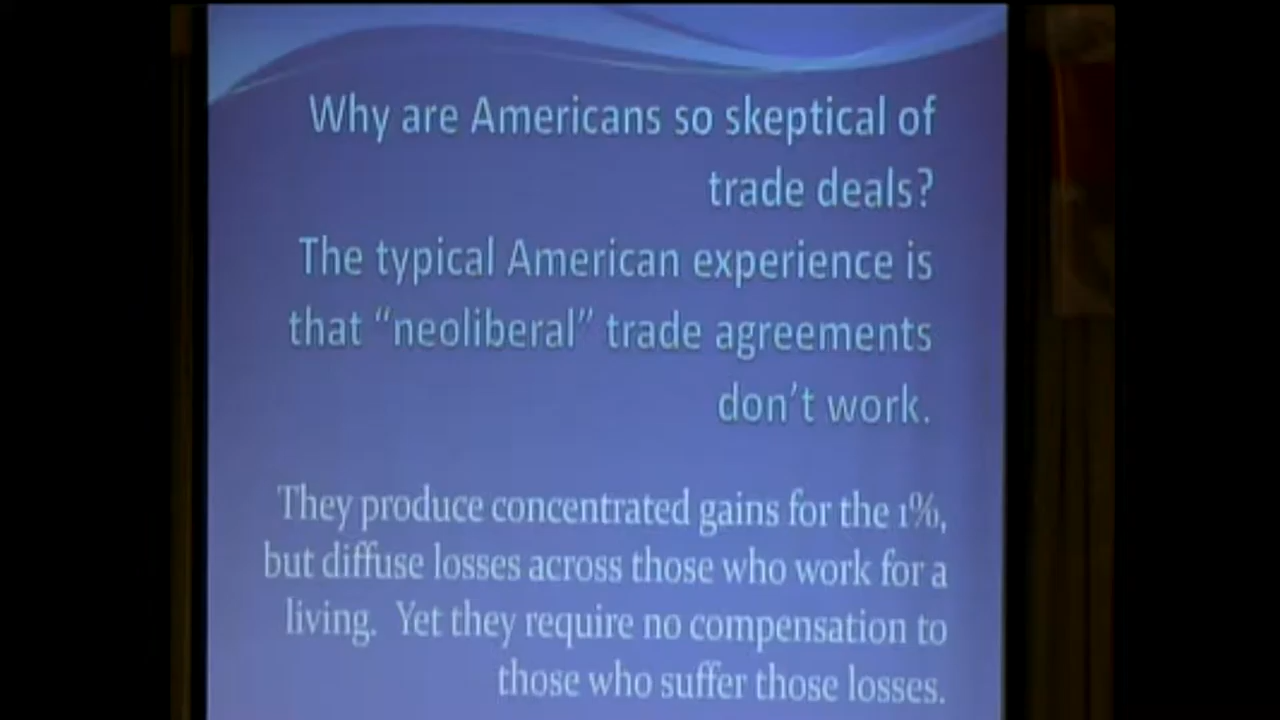 Why are Americans so skeptical of
trade deals?
The typical American experience is
that “neoliberal” trade agreements
don’t work.
They produce concentrated gains for the 1%,
but diffuse losses across those who work for a
living. Yet they require no compensation to
those who suffer those losses.